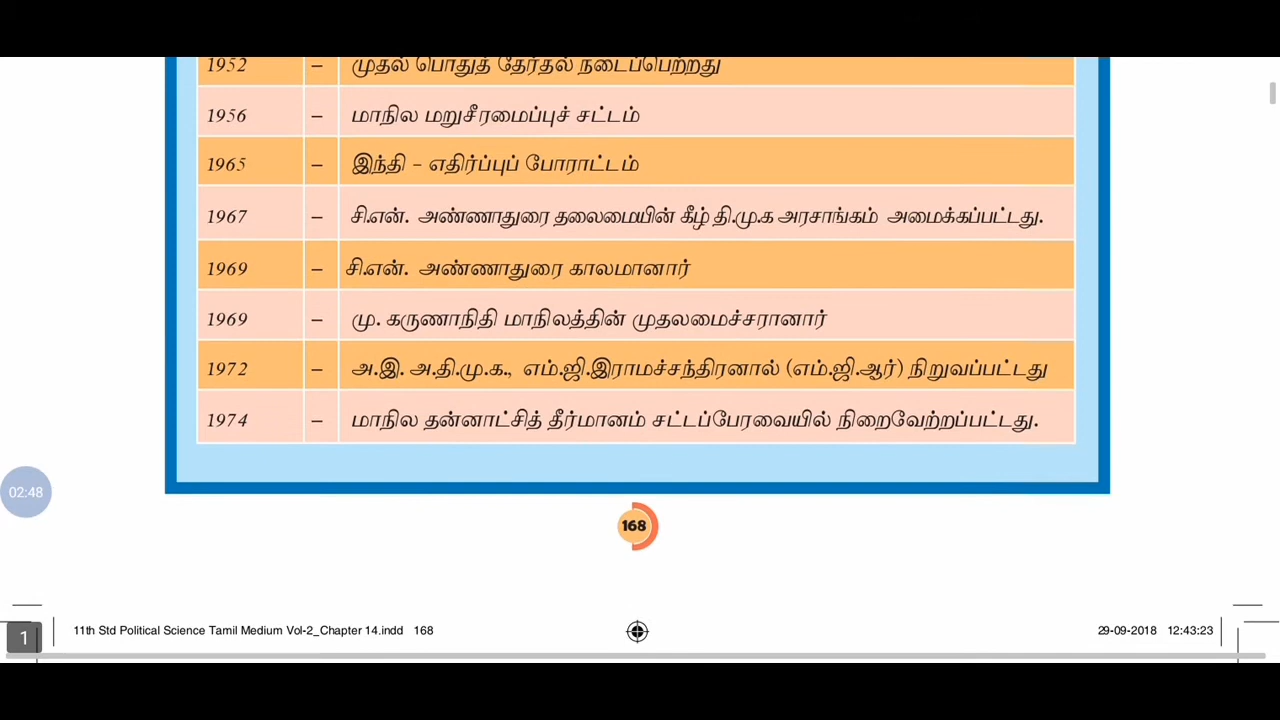 1952 – முதல் பொதுத் தேர்தல் நடைப்பெற்றது
1956 – மாநில மறுசீரமைப்புச் சட்டம்
1965 – இந்தி – எதிர்ப்புப் போராட்டம்
1967 – சி.என். அண்ணாதுரை தலைமையின் கீழ் தி.மு.க அரசாங்கம் அமைக்கப்பட்டது.
1969 – சி.என். அண்ணாதுரை காலமானார்
1969 – மு. கருணாநிதி மாநிலத்தின் முதலமைச்சரானார்
1972 – அ.இ. அ.தி.மு.க., எம்.ஜி.இராமச்சந்திரனால் (எம்.ஜி.ஆர்) நிறுவப்பட்டது
1974 – மாநில தன்னாட்சித் தீர்மானம் சட்டப்பேரவையில் நிறைவேற்றப்பட்டது.
02:48
168
1
11th Std Political Science Tamil Medium Vol-2_Chapter 14.indd 168
29-09-2018 12:43:23